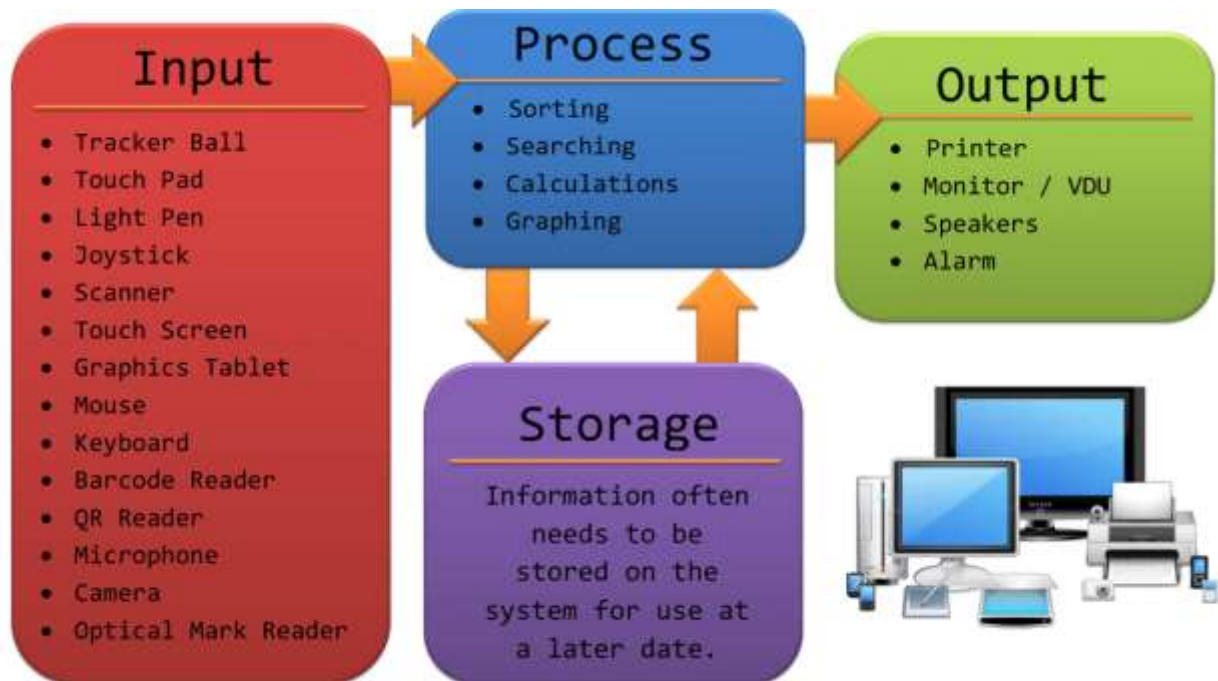 Input
• Tracker Ball
• Touch Pad
• Light Pen
• Joystick
• Scanner
• Touch Screen
• Graphics Tablet
• Mouse
• Keyboard
• Barcode Reader
• QR Reader
• Microphone
• Camera
• Optical Mark Reader
Process
• Sorting
• Searching
• Calculations
• Graphing
Storage
Information often
needs to be
stored on the
system for use at
a later date.
Output
• Printer
• Monitor / VDU
• Speakers
• Alarm